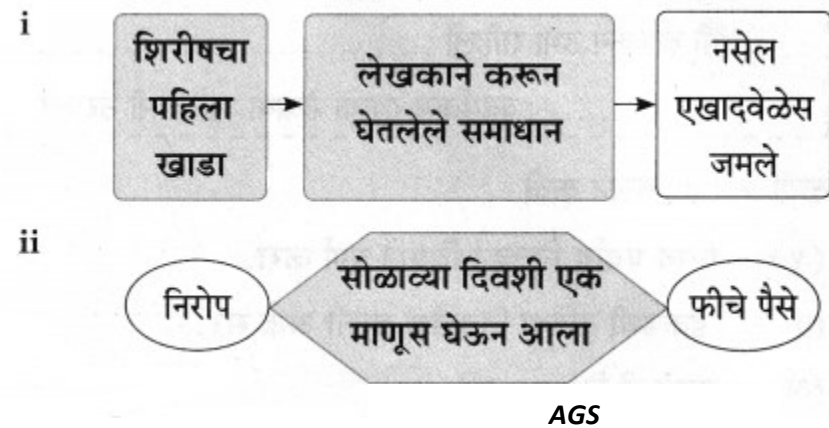 i
शिरीषचा
पहिला
खाडा
लेखकाने करून
घेतलेले समाधान
नसेल
एखादवेळेस
जमले
ii
निरोप
सोळाव्या दिवशी एक
माणूस घेऊन आला
फीचे पैसे
AGS